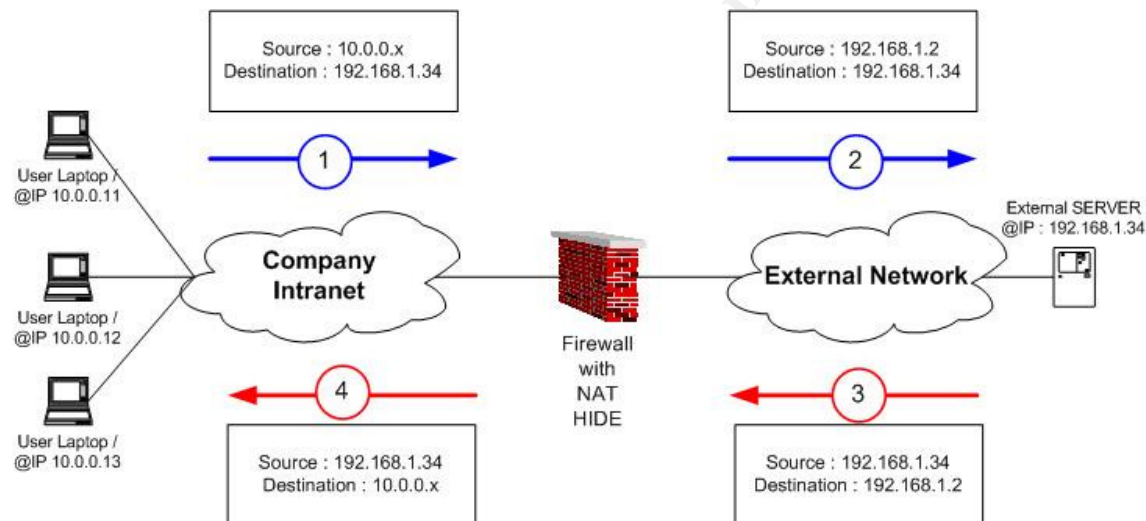 Source : 10.0.0.x
Destination : 192.168.1.34
Source : 192.168.1.2
Destination : 192.168.1.34
1
2
User Laptop /
@IP 10.0.0.11
External SERVER
@IP : 192.168.1.34
Company
Intranet
External Network
User Laptop /
@IP 10.0.0.12
Firewall
with
NAT
HIDE
4
3
User Laptop /
@IP 10.0.0.13
Source : 192.168.1.34
Destination : 10.0.0.x
Source : 192.168.1.34
Destination : 192.168.1.2